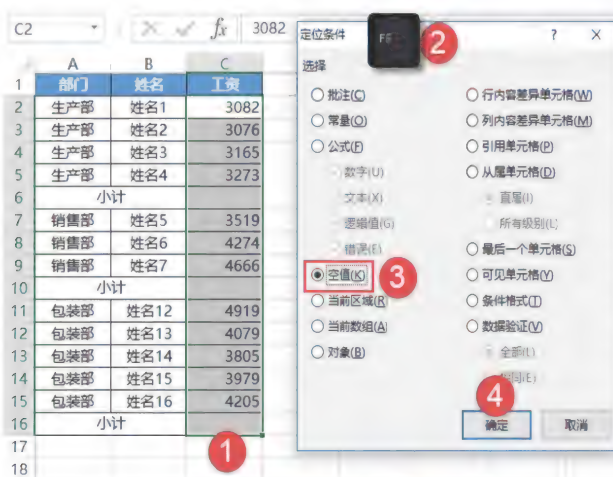 C2 fx 3082
A B C
1 部门 姓名 工资
2 生产部 姓名1 3082
3 生产部 姓名2 3076
4 生产部 姓名3 3165
5 生产部 姓名4 3273
6 小计
7 销售部 姓名5 3519
8 销售部 姓名6 4274
9 销售部 姓名7 4666
10 小计
11 包装部 姓名12 4919
12 包装部 姓名13 4079
13 包装部 姓名14 3805
14 包装部 姓名15 3979
15 包装部 姓名16 4205
16 小计
17
18
1
定位条件 2 ? X
选择
批注(C) 行内容差异单元格(W)
常量(O) 列内容差异单元格(M)
公式(F) 引用单元格(P)
数字(U) 从属单元格(D)
文本(X) 直属(I)
逻辑值(G) 所有级别(L)
错误(E) 最后一个单元格(S)
空值(K) 3 可见单元格(Y)
当前区域(R) 条件格式(T)
当前数组(A) 数据验证(V)
对象(B) 全部(L)
(E)
4
确定 取消